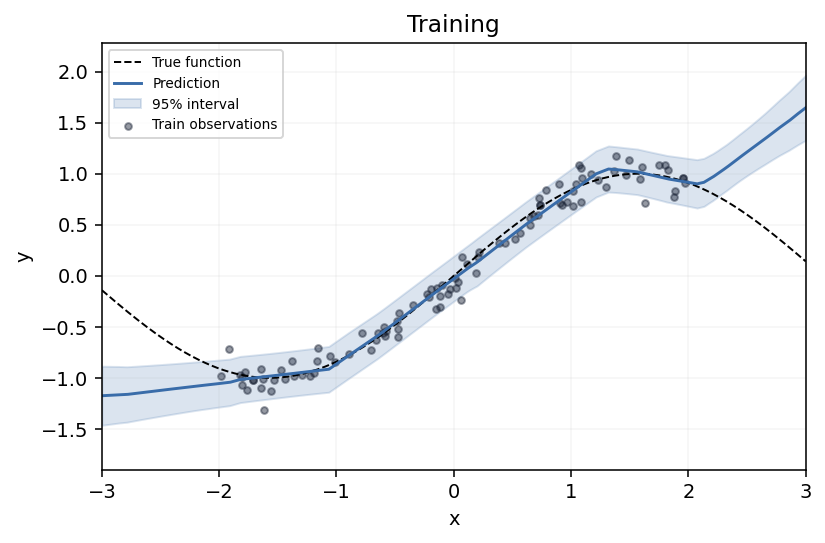 Training
True function
Prediction
95% interval
Train observations
2.0
1.5
1.0
0.5
0.0
−0.5
−1.0
−1.5
y
−3 −2 −1 0 1 2 3
x